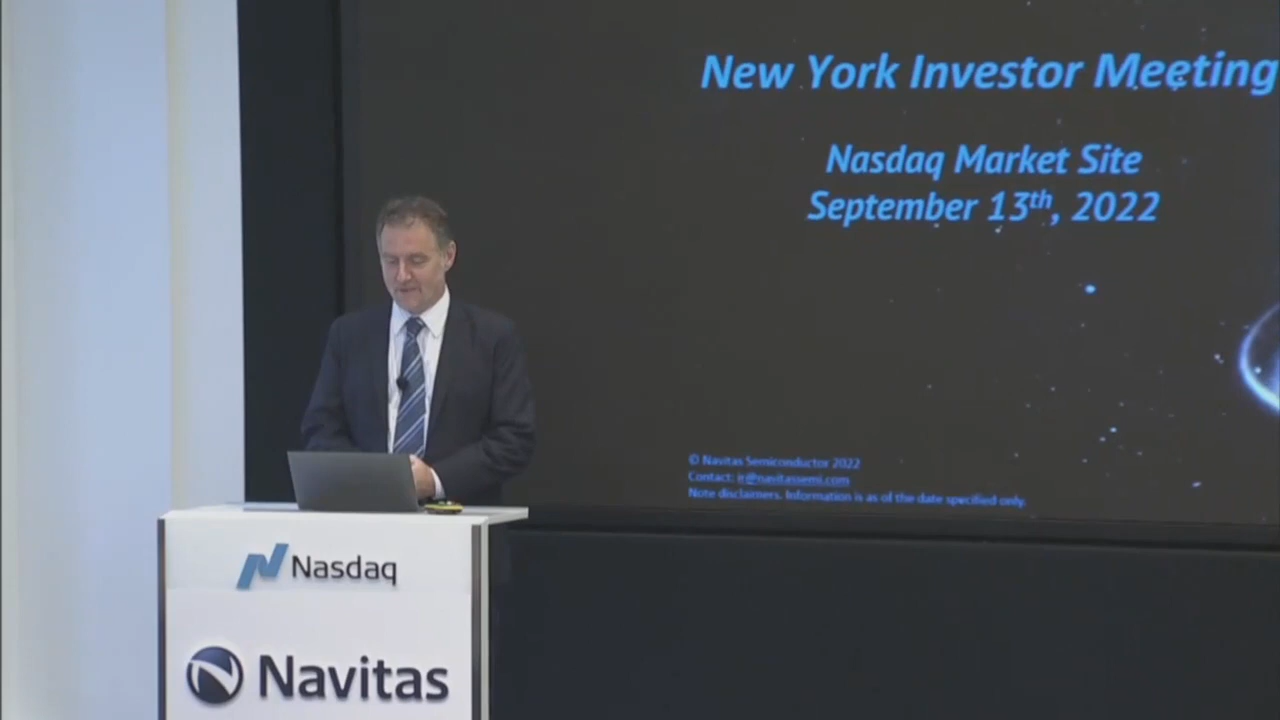 New York Investor Meeting
Nasdaq Market Site
September 13th, 2022
© Navitas Semiconductor 2022
Contact: ir@navitassemi.com
Note disclaimers. Information is as of the date specified only.
Nasdaq
Navitas